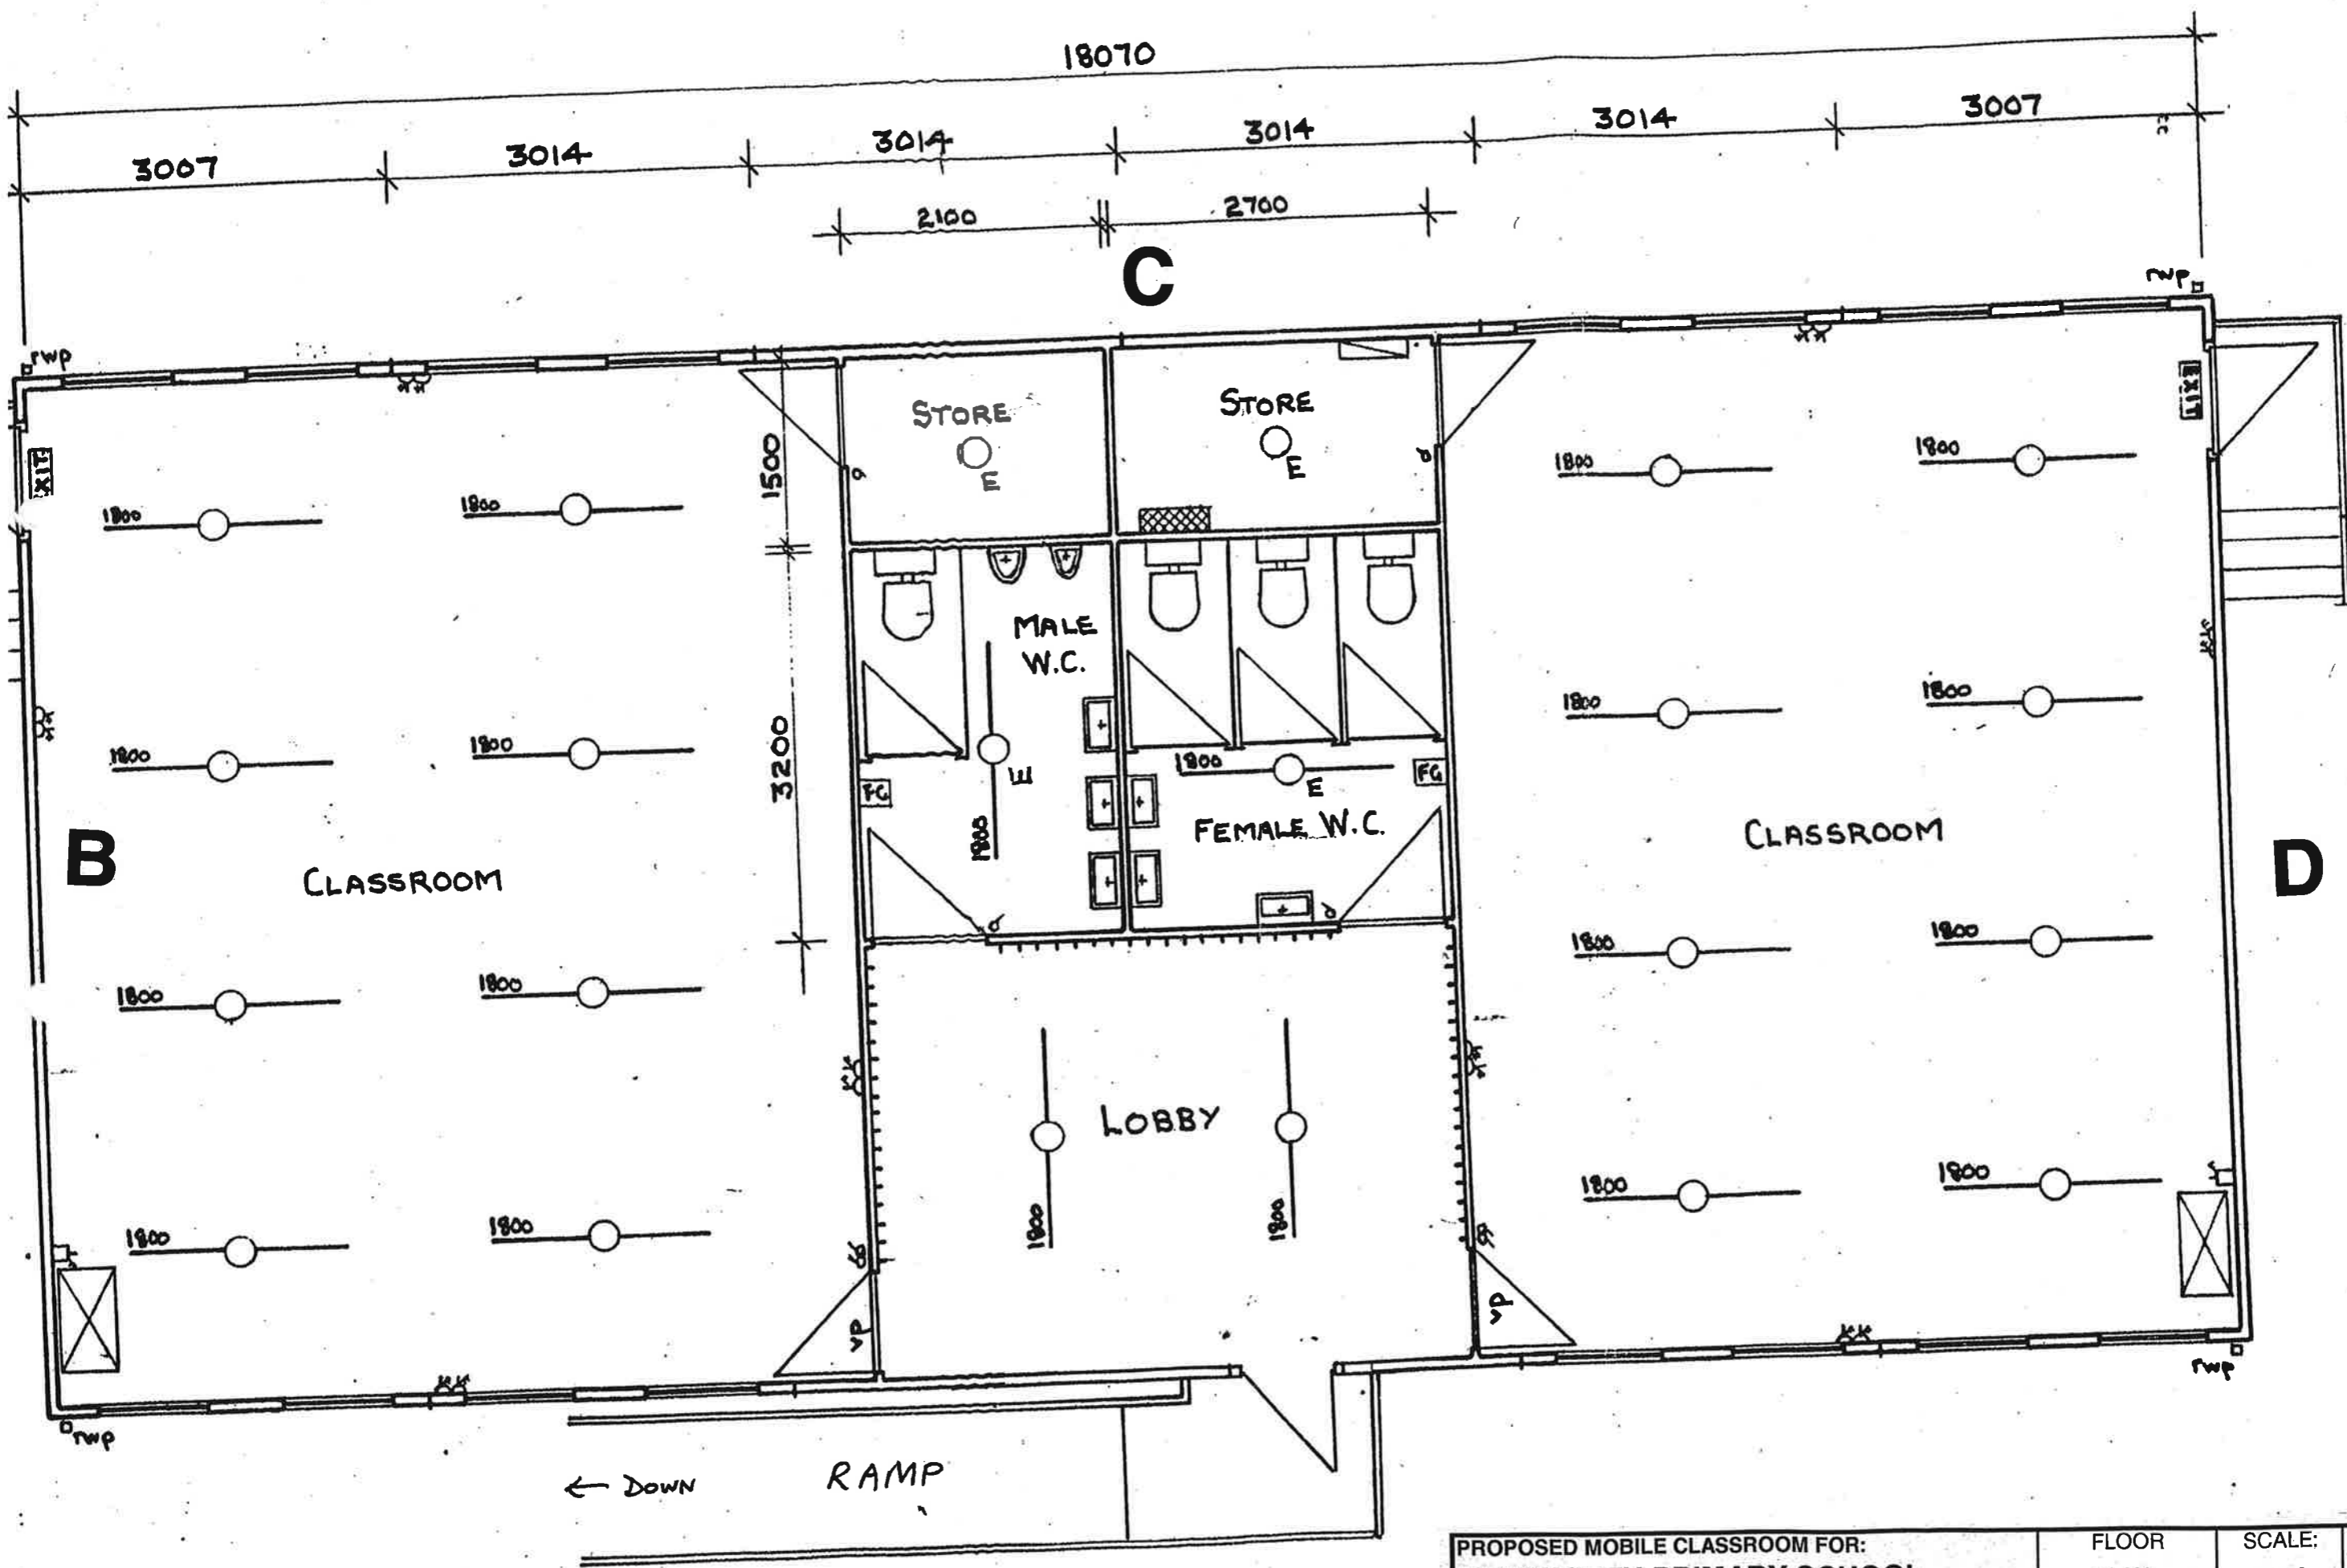 18070
3007 3014 3014 3014 3014 3007
2100 2700
C
rwp rwp
STORE STORE
E E
EXIT
1500
1800 1800 1800 1800
MALE
W.C.
1800 1800 1800 1800
3200
1800
E E
FG FG
1800
FEMALE W.C.
B CLASSROOM CLASSROOM D
1800 1800 1800 1800
LOBBY
1800 1800
1800 1800 1800 1800
VP VP
rwp rwp
← DOWN RAMP
PROPOSED MOBILE CLASSROOM FOR: FLOOR SCALE:
PRIMARY SCHOOL